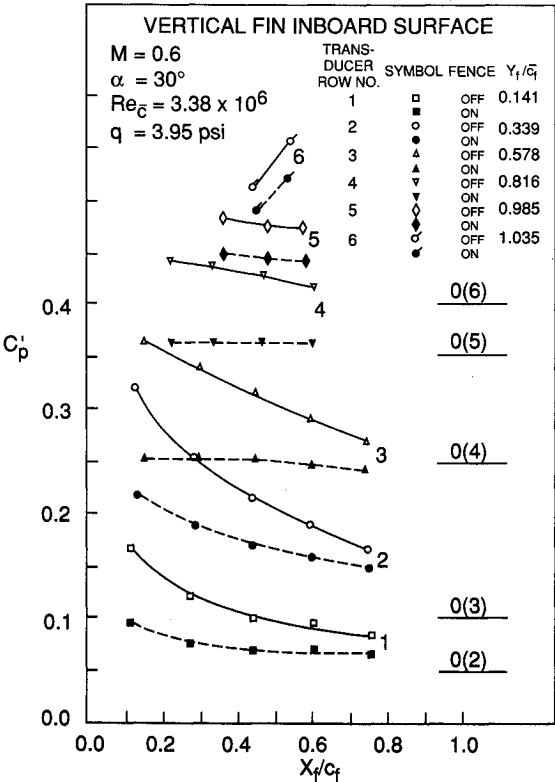 VERTICAL FIN INBOARD SURFACE
M = 0.6
α = 30°
Re_c̄ = 3.38 x 10⁶
q = 3.95 psi
TRANS-
DUCER
ROW NO. SYMBOL FENCE Y_f/c̄_f
1 □ OFF 0.141
■ ON
2 ○ OFF 0.339
● ON
3 △ OFF 0.578
▲ ON
4 ▽ OFF 0.816
▼ ON
5 ◇ OFF 0.985
◆ ON
6 OFF 1.035
ON
6
5
4
3
2
1
0(6)
0(5)
0(4)
0(3)
0(2)
C_p'
0.4
0.3
0.2
0.1
0.0
0.0 0.2 0.4 0.6 0.8 1.0
X_f/c_f